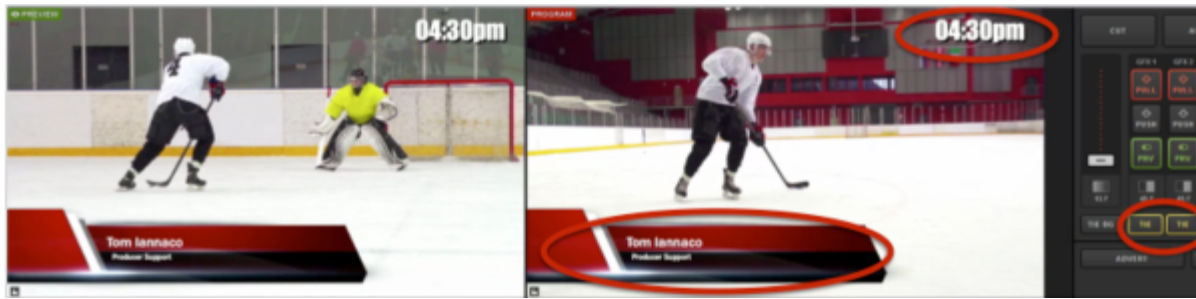 PREVIEW
04:30pm
Tom Iannaco
Producer Support
PROGRAM
04:30pm
Tom Iannaco
Producer Support
CUT
GFX 1
GFX 2
PULL
PULL
PUSH
PUSH
PRV
PRV
TIE BG
TIE
TIE
ADVERT